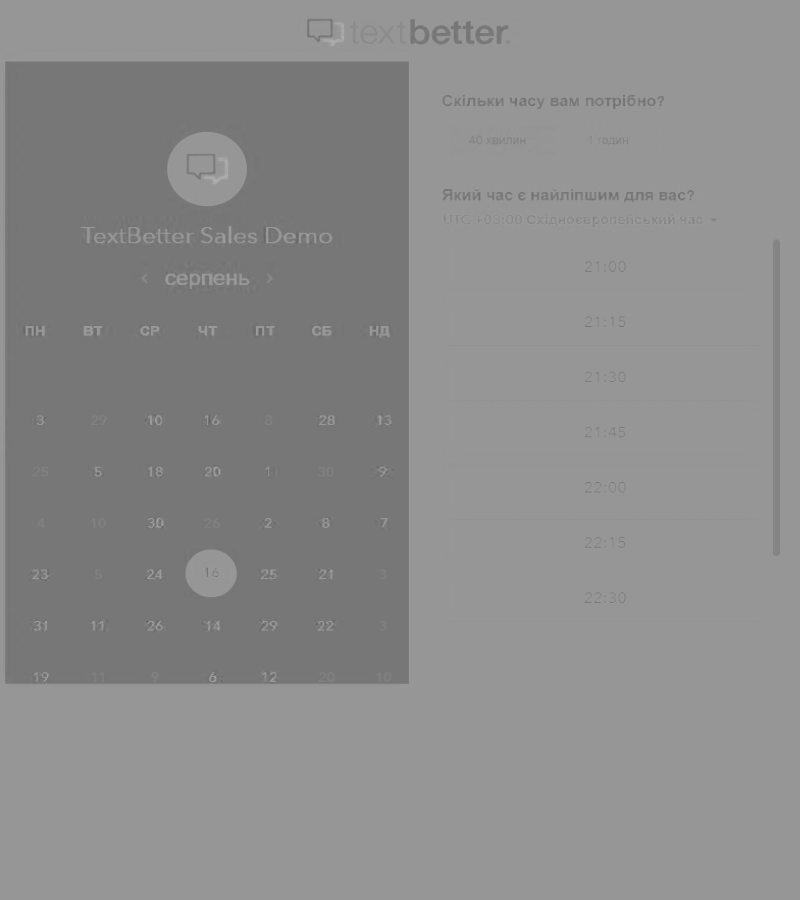 textbetter.
TextBetter Sales Demo
‹ серпень ›
ПН ВТ СР ЧТ ПТ СБ НД
3 29 10 16 8 28 13
25 5 18 20 1 30 9
4 10 30 26 2 8 7
23 5 24 16 25 21 3
31 11 26 14 29 22 3
19 11 9 6 12 20 10
Скільки часу вам потрібно?
40 хвилин 1 годин
Який час є найліпшим для вас?
UTC +03:00 Східноєвропейський час
21:00
21:15
21:30
21:45
22:00
22:15
22:30